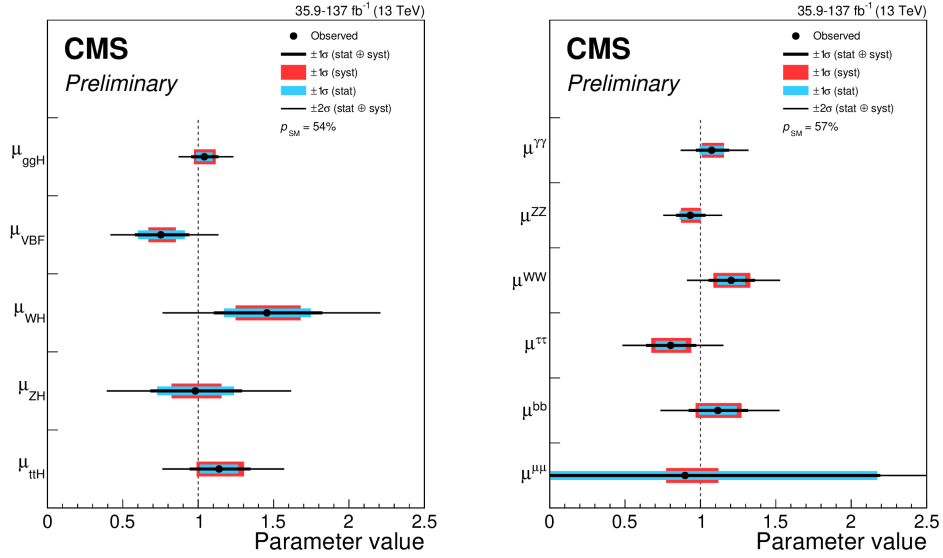 35.9-137 fb⁻¹ (13 TeV)
CMS
Preliminary
Observed
±1σ (stat ⊕ syst)
±1σ (syst)
±1σ (stat)
±2σ (stat ⊕ syst)
p_SM = 54%
μ_ggH
μ_VBF
μ_WH
μ_ZH
μ_ttH
0 0.5 1 1.5 2 2.5
Parameter value
35.9-137 fb⁻¹ (13 TeV)
CMS
Preliminary
Observed
±1σ (stat ⊕ syst)
±1σ (syst)
±1σ (stat)
±2σ (stat ⊕ syst)
p_SM = 57%
μ^γγ
μ^ZZ
μ^WW
μ^ττ
μ^bb
μ^μμ
0 0.5 1 1.5 2 2.5
Parameter value